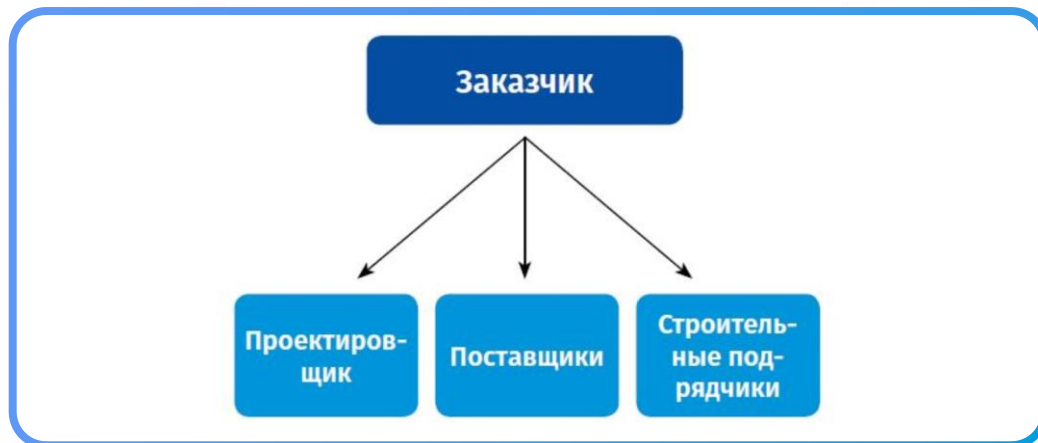 Заказчик
Проектиров-
щик
Поставщики
Строитель-
ные под-
рядчики